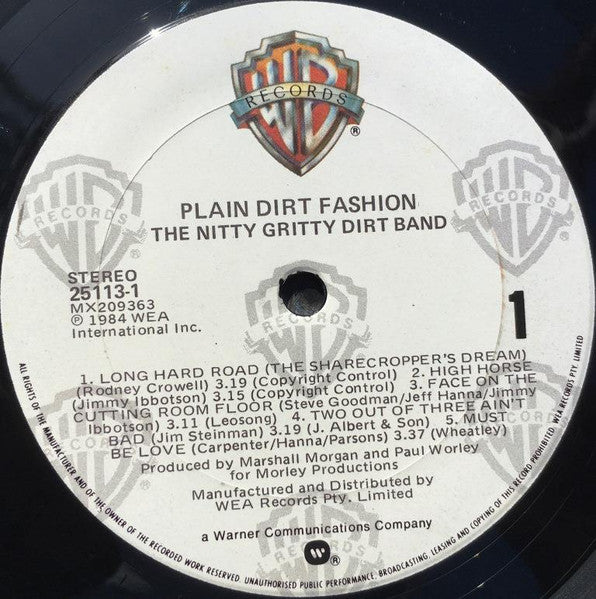 RECORDS
®
PLAIN DIRT FASHION
THE NITTY GRITTY DIRT BAND
RECORDS
RECORDS
STEREO
25113-1
MX209363
Ⓟ 1984 WEA
International Inc.
1
1. LONG HARD ROAD (THE SHARECROPPER'S DREAM)
(Rodney Crowell) 3.19 (Copyright Control) 2. HIGH HORSE
(Jimmy Ibbotson) 3.15 (Copyright Control) 3. FACE ON THE
CUTTING ROOM FLOOR (Steve Goodman/Jeff Hanna/Jimmy
Ibbotson) 3.11 (Leosong) 4. TWO OUT OF THREE AIN'T
BAD (Jim Steinman) 3.19 (J. Albert & Son) 5. MUST
BE LOVE (Carpenter/Hanna/Parsons) 3.37 (Wheatley)
Produced by Marshall Morgan and Paul Worley
for Morley Productions
Manufactured and Distributed by
WEA Records Pty. Limited
a Warner Communications Company
®
ALL RIGHTS OF THE MANUFACTURER AND OF THE OWNER OF THE RECORDED WORK RESERVED. UNAUTHORISED PUBLIC PERFORMANCE, BROADCASTING, LEASING AND COPYING OF THIS RECORD PROHIBITED. WEA RECORDS PTY. LIMITED